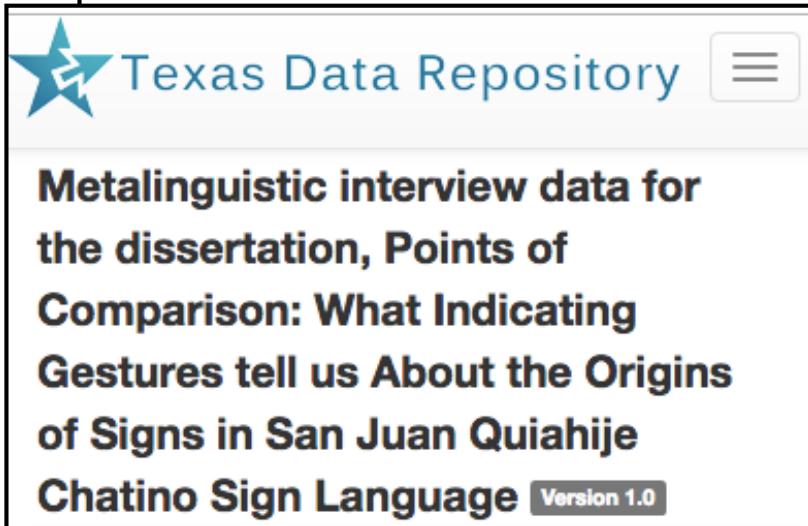 Texas Data Repository
Metalinguistic interview data for
the dissertation, Points of
Comparison: What Indicating
Gestures tell us About the Origins
of Signs in San Juan Quiahije
Chatino Sign Language Version 1.0